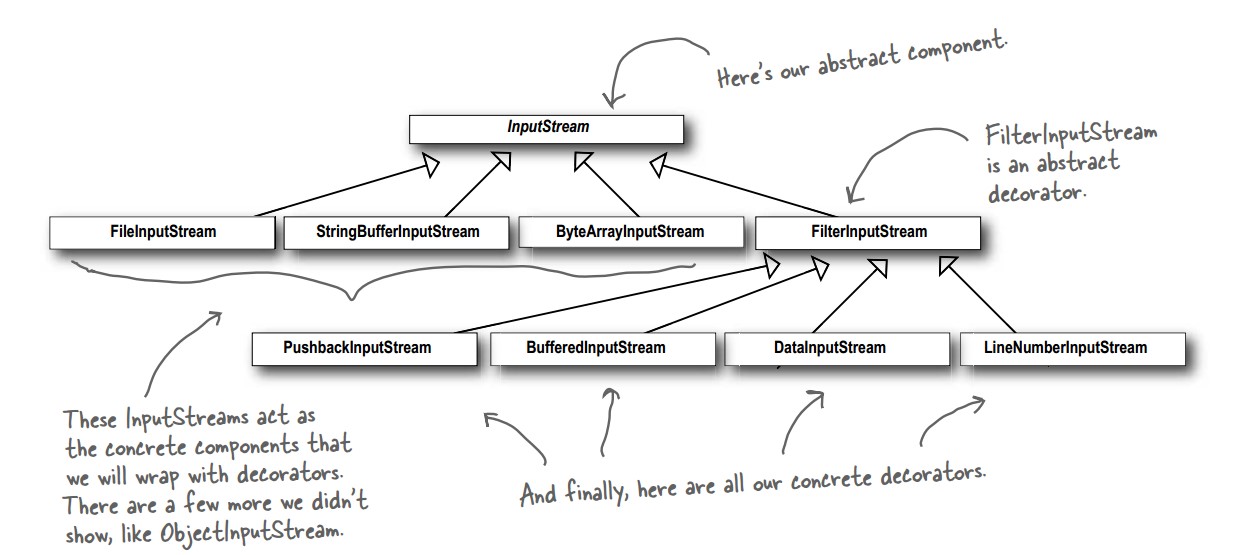 Here's our abstract component.
InputStream
FilterInputStream
is an abstract
decorator.
FileInputStream
StringBufferInputStream
ByteArrayInputStream
FilterInputStream
PushbackInputStream
BufferedInputStream
DataInputStream
LineNumberInputStream
These InputStreams act as
the concrete components that
we will wrap with decorators.
There are a few more we didn't
show, like ObjectInputStream.
And finally, here are all our concrete decorators.